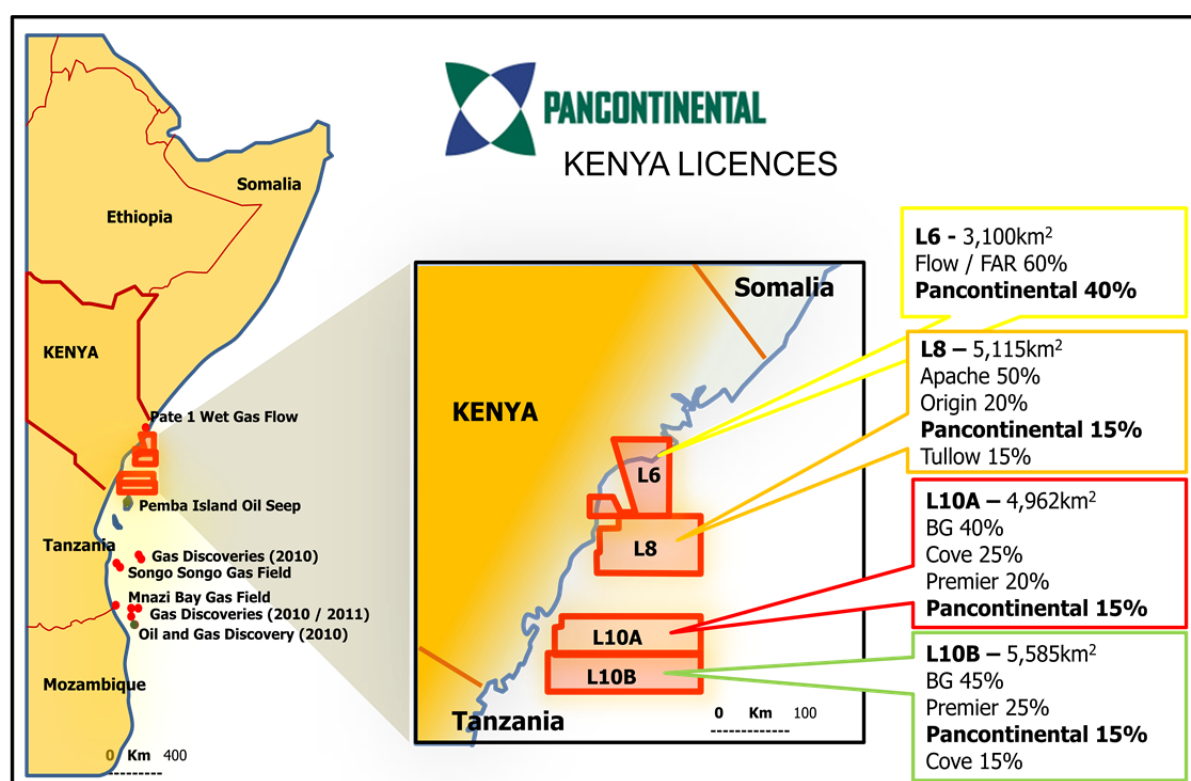 PANCONTINENTAL
KENYA LICENCES
Somalia
Ethiopia
KENYA
Pate 1 Wet Gas Flow
Pemba Island Oil Seep
Tanzania
Gas Discoveries (2010)
Songo Songo Gas Field
Mnazi Bay Gas Field
Gas Discoveries (2010 / 2011)
Oil and Gas Discovery (2010)
Mozambique
0 Km 400
Somalia
KENYA
L6
L8
L10A
L10B
Tanzania
0 Km 100
L6 - 3,100km²
Flow / FAR 60%
Pancontinental 40%
L8 – 5,115km²
Apache 50%
Origin 20%
Pancontinental 15%
Tullow 15%
L10A – 4,962km²
BG 40%
Cove 25%
Premier 20%
Pancontinental 15%
L10B – 5,585km²
BG 45%
Premier 25%
Pancontinental 15%
Cove 15%